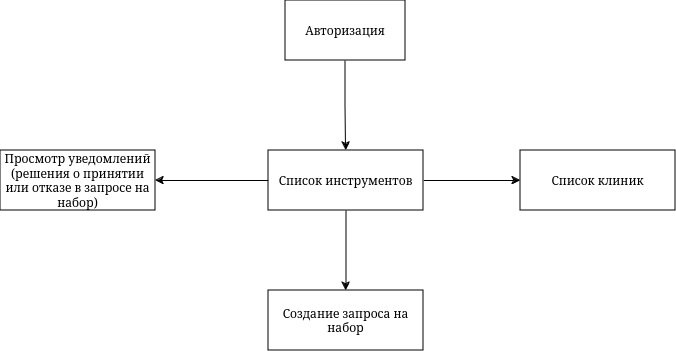 Авторизация
Просмотр уведомлений
(решения о принятии
или отказе в запросе на
набор)
Список инструментов
Список клиник
Создание запроса на
набор